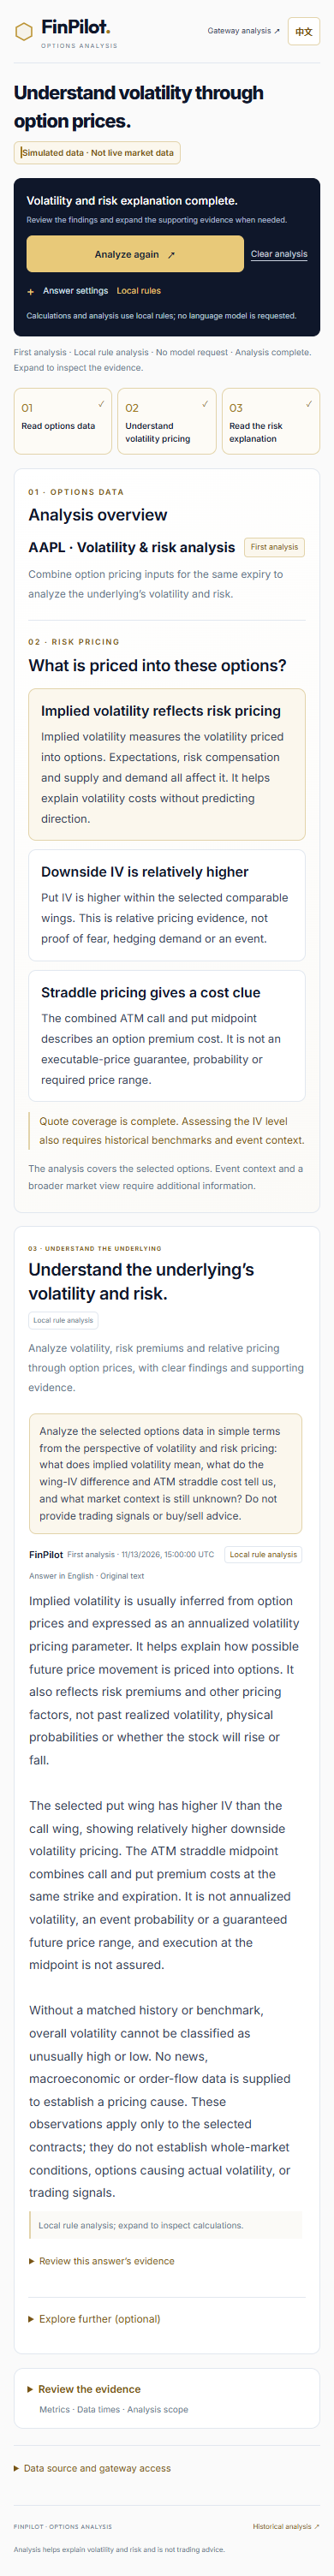 FinPilot.
OPTIONS ANALYSIS
Gateway analysis ↗
中文
Understand volatility through
option prices.
Simulated data · Not live market data
Volatility and risk explanation complete.
Review the findings and expand the supporting evidence when needed.
Analyze again ↗
Clear analysis
+ Answer settings Local rules
Calculations and analysis use local rules; no language model is requested.
First analysis · Local rule analysis · No model request · Analysis complete.
Expand to inspect the evidence.
01 ✓
Read options data
02 ✓
Understand
volatility pricing
03 ✓
Read the risk
explanation
01 · OPTIONS DATA
Analysis overview
AAPL · Volatility & risk analysis
First analysis
Combine option pricing inputs for the same expiry to
analyze the underlying's volatility and risk.
02 · RISK PRICING
What is priced into these options?
Implied volatility reflects risk pricing
Implied volatility measures the volatility priced
into options. Expectations, risk compensation
and supply and demand all affect it. It helps
explain volatility costs without predicting
direction.
Downside IV is relatively higher
Put IV is higher within the selected comparable
wings. This is relative pricing evidence, not
proof of fear, hedging demand or an event.
Straddle pricing gives a cost clue
The combined ATM call and put midpoint
describes an option premium cost. It is not an
executable-price guarantee, probability or
required price range.
Quote coverage is complete. Assessing the IV level
also requires historical benchmarks and event context.
The analysis covers the selected options. Event context and a
broader market view require additional information.
03 · UNDERSTAND THE UNDERLYING
Understand the underlying's
volatility and risk.
Local rule analysis
Analyze volatility, risk premiums and relative pricing
through option prices, with clear findings and supporting
evidence.
Analyze the selected options data in simple terms
from the perspective of volatility and risk pricing:
what does implied volatility mean, what do the
wing-IV difference and ATM straddle cost tell us,
and what market context is still unknown? Do not
provide trading signals or buy/sell advice.
FinPilot First analysis · 11/13/2026, 15:00:00 UTC
Local rule analysis
Answer in English · Original text
Implied volatility is usually inferred from option
prices and expressed as an annualized volatility
pricing parameter. It helps explain how possible
future price movement is priced into options. It
also reflects risk premiums and other pricing
factors, not past realized volatility, physical
probabilities or whether the stock will rise or
fall.
The selected put wing has higher IV than the
call wing, showing relatively higher downside
volatility pricing. The ATM straddle midpoint
combines call and put premium costs at the
same strike and expiration. It is not annualized
volatility, an event probability or a guaranteed
future price range, and execution at the
midpoint is not assured.
Without a matched history or benchmark,
overall volatility cannot be classified as
unusually high or low. No news,
macroeconomic or order-flow data is supplied
to establish a pricing cause. These
observations apply only to the selected
contracts; they do not establish whole-market
conditions, options causing actual volatility, or
trading signals.
Local rule analysis; expand to inspect calculations.
▶ Review this answer's evidence
▶ Explore further (optional)
▶ Review the evidence
Metrics · Data times · Analysis scope
▶ Data source and gateway access
FINPILOT · OPTIONS ANALYSIS
Historical analysis ↗
Analysis helps explain volatility risk and is not trading advice.